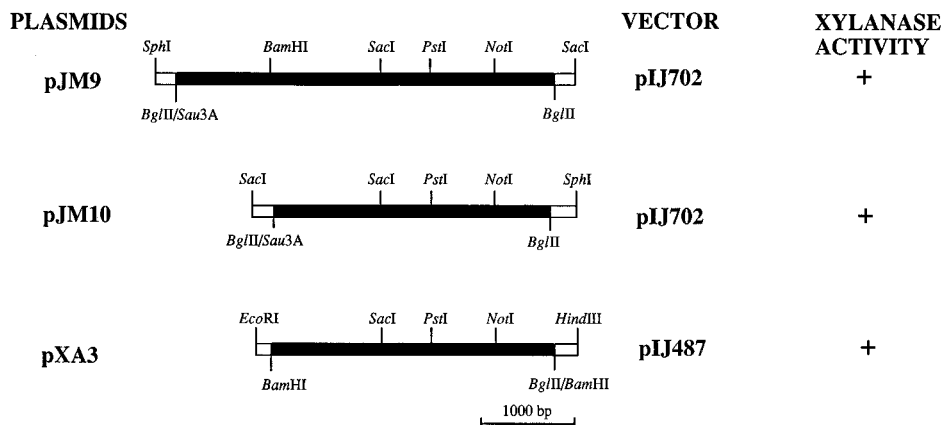 PLASMIDS VECTOR XYLANASE ACTIVITY
SphI BamHI SacI PstI NotI SacI
pJM9 pIJ702 +
BglII/Sau3A BglII
SacI SacI PstI NotI SphI
pJM10 pIJ702 +
BglII/Sau3A BglII
EcoRI SacI PstI NotI HindIII
pXA3 pIJ487 +
BamHI BglII/BamHI
1000 bp